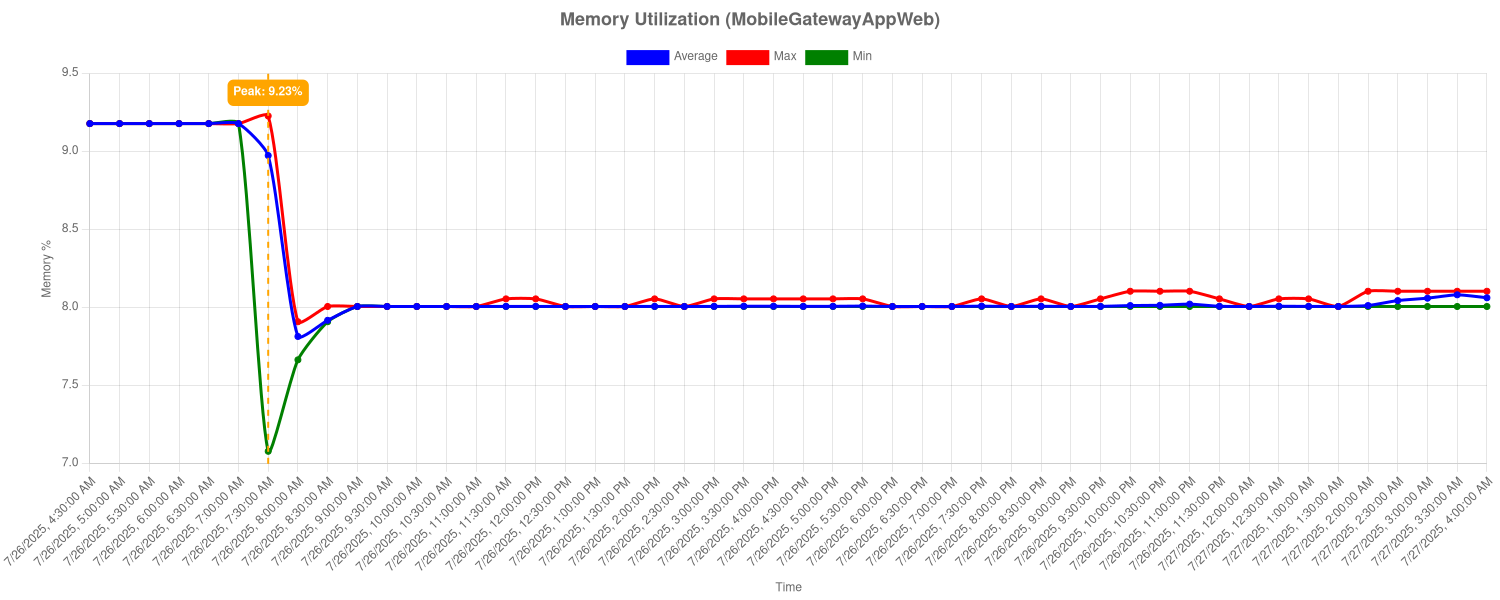 Memory Utilization (MobileGatewayAppWeb)
Average Max Min
Peak: 9.23%
9.5
9.0
8.5
8.0
7.5
7.0
Memory %
7/26/2025, 4:30:00 AM
7/26/2025, 5:00:00 AM
7/26/2025, 5:30:00 AM
7/26/2025, 6:00:00 AM
7/26/2025, 6:30:00 AM
7/26/2025, 7:00:00 AM
7/26/2025, 7:30:00 AM
7/26/2025, 8:00:00 AM
7/26/2025, 8:30:00 AM
7/26/2025, 9:00:00 AM
7/26/2025, 9:30:00 AM
7/26/2025, 10:00:00 AM
7/26/2025, 10:30:00 AM
7/26/2025, 11:00:00 AM
7/26/2025, 11:30:00 AM
7/26/2025, 12:00:00 PM
7/26/2025, 12:30:00 PM
7/26/2025, 1:00:00 PM
7/26/2025, 1:30:00 PM
7/26/2025, 2:00:00 PM
7/26/2025, 2:30:00 PM
7/26/2025, 3:00:00 PM
7/26/2025, 3:30:00 PM
7/26/2025, 4:00:00 PM
7/26/2025, 4:30:00 PM
7/26/2025, 5:00:00 PM
7/26/2025, 5:30:00 PM
7/26/2025, 6:00:00 PM
7/26/2025, 6:30:00 PM
7/26/2025, 7:00:00 PM
7/26/2025, 7:30:00 PM
7/26/2025, 8:00:00 PM
7/26/2025, 8:30:00 PM
7/26/2025, 9:00:00 PM
7/26/2025, 9:30:00 PM
7/26/2025, 10:00:00 PM
7/26/2025, 10:30:00 PM
7/26/2025, 11:00:00 PM
7/26/2025, 11:30:00 PM
7/27/2025, 12:00:00 AM
7/27/2025, 12:30:00 AM
7/27/2025, 1:00:00 AM
7/27/2025, 1:30:00 AM
7/27/2025, 2:00:00 AM
7/27/2025, 2:30:00 AM
7/27/2025, 3:00:00 AM
7/27/2025, 3:30:00 AM
7/27/2025, 4:00:00 AM
Time